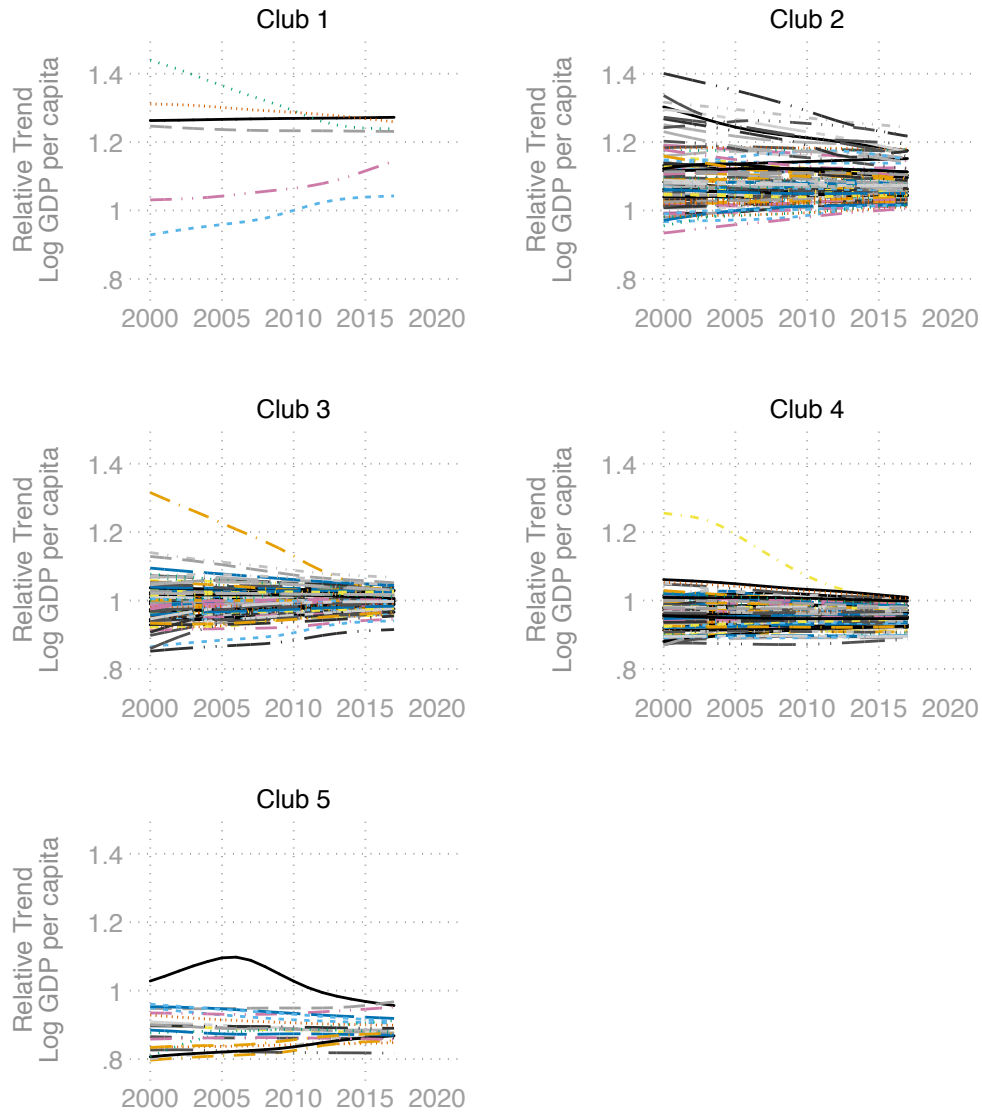 Club 1
Relative Trend
Log GDP per capita
1.4
1.2
1
.8
2000 2005 2010 2015 2020
Club 2
Relative Trend
Log GDP per capita
1.4
1.2
1
.8
2000 2005 2010 2015 2020
Club 3
Relative Trend
Log GDP per capita
1.4
1.2
1
.8
2000 2005 2010 2015 2020
Club 4
Relative Trend
Log GDP per capita
1.4
1.2
1
.8
2000 2005 2010 2015 2020
Club 5
Relative Trend
Log GDP per capita
1.4
1.2
1
.8
2000 2005 2010 2015 2020